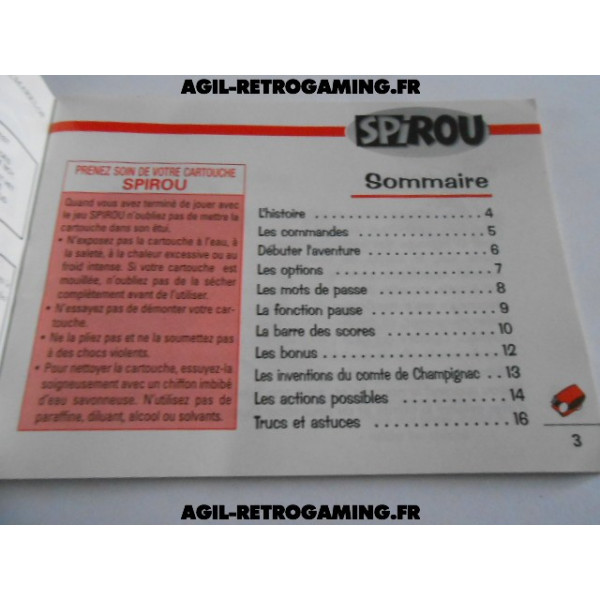 AGIL-RETROGAMING.FR
SPiROU
PRENEZ SOIN DE VOTRE CARTOUCHE
SPIROU
Quand vous avez terminé de jouer avec
le jeu SPIROU n'oubliez pas de mettre la
cartouche dans son étui.
• N'exposez pas la cartouche à l'eau, à
la saleté, à la chaleur excessive ou au
froid intense. Si votre cartouche est
mouillée, n'oubliez pas de la sécher
complètement avant de l'utiliser.
• N'essayez pas de démonter votre car-
touche.
• Ne la pliez pas et ne la soumettez pas
à des chocs violents.
• Pour nettoyer la cartouche, essuyez-la
soigneusement avec un chiffon imbibé
d'eau savonneuse. N'utilisez pas de
paraffine, diluant, alcool ou solvants.
Sommaire
L'histoire . . . . . . . . . . . . . . . . . . . . 4
Les commandes . . . . . . . . . . . . . . . . 5
Débuter l'aventure . . . . . . . . . . . . . . 6
Les options . . . . . . . . . . . . . . . . . . 7
Les mots de passe . . . . . . . . . . . . . . 8
La fonction pause . . . . . . . . . . . . . . 9
La barre des scores . . . . . . . . . . . . . 10
Les bonus . . . . . . . . . . . . . . . . . . . 12
Les inventions du comte de Champignac . . 13
Les actions possibles . . . . . . . . . . . . 14
Trucs et astuces . . . . . . . . . . . . . . . 16
3
AGIL-RETROGAMING.FR